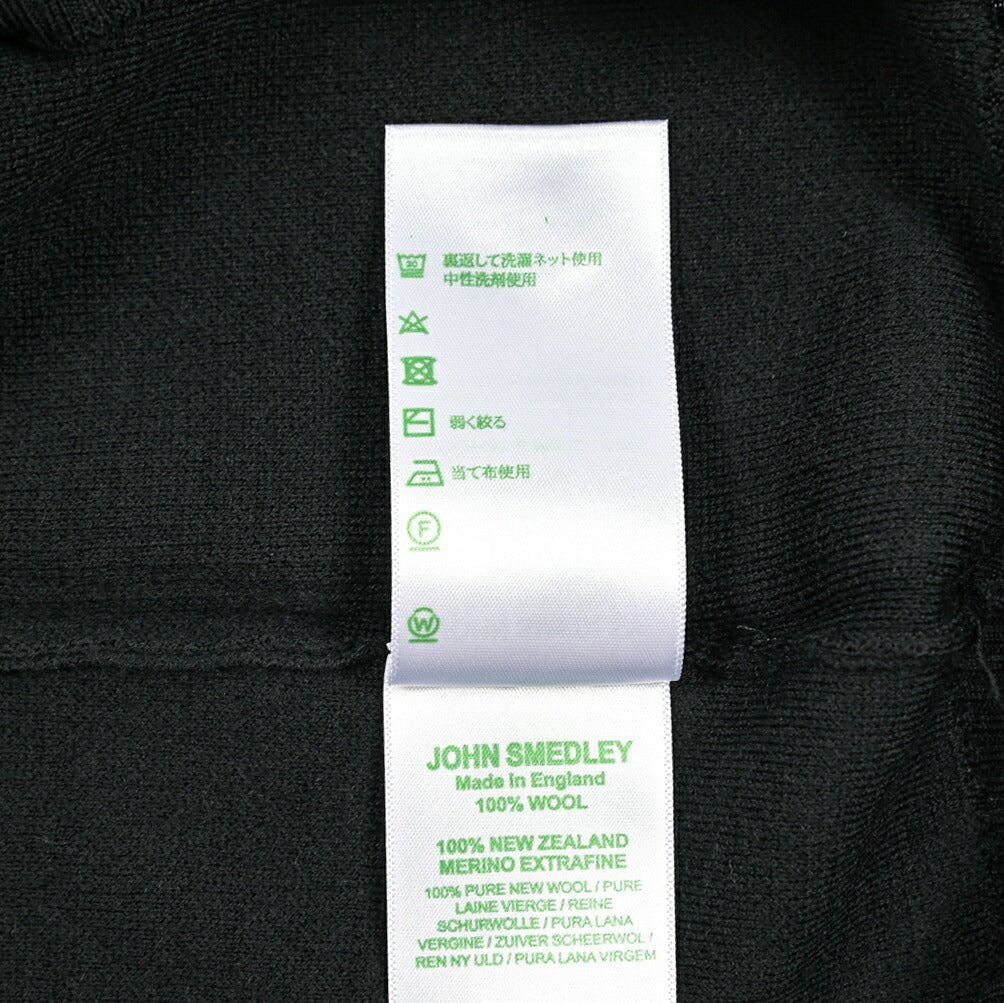 30
裏返して洗濯ネット使用
中性洗剤使用
弱く絞る
当て布使用
F
W
JOHN SMEDLEY
Made in England
100% WOOL
100% NEW ZEALAND
MERINO EXTRAFINE
100% PURE NEW WOOL / PURE
LAINE VIERGE / REINE
SCHURWOLLE / PURA LANA
VERGINE / ZUIVER SCHEERWOL /
REN NY ULD / PURA LANA VIRGEM